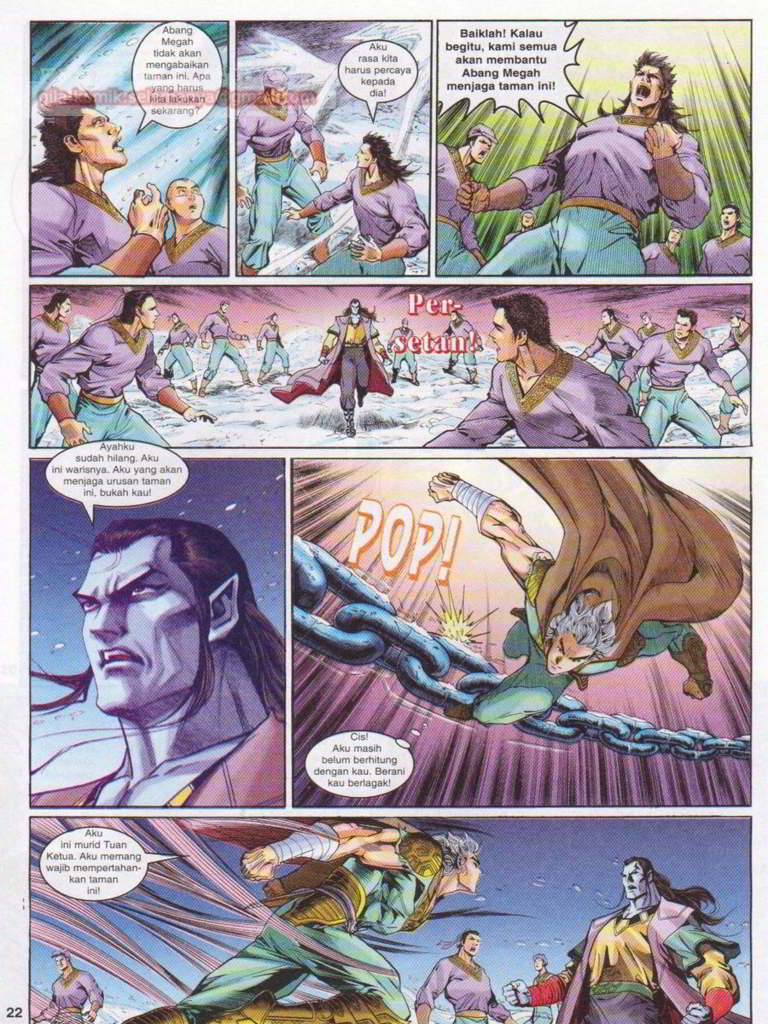 Abang
Megah
tidak akan
mengabaikan
taman ini. Apa
yang harus
kita lakukan
sekarang?
Aku
rasa kita
harus percaya
kepada
dia!
Baiklah! Kalau
begitu, kami semua
akan membantu
Abang Megah
menjaga taman ini!
Per-
setan!
Ayahku
sudah hilang. Aku
ini warisnya. Aku yang akan
menjaga urusan taman
ini, bukah kau!
POP!
Cis!
Aku masih
belum berhitung
dengan kau. Berani
kau berlagak!
Aku
ini murid Tuan
Ketua. Aku memang
wajib mempertahan-
kan taman
ini!
22